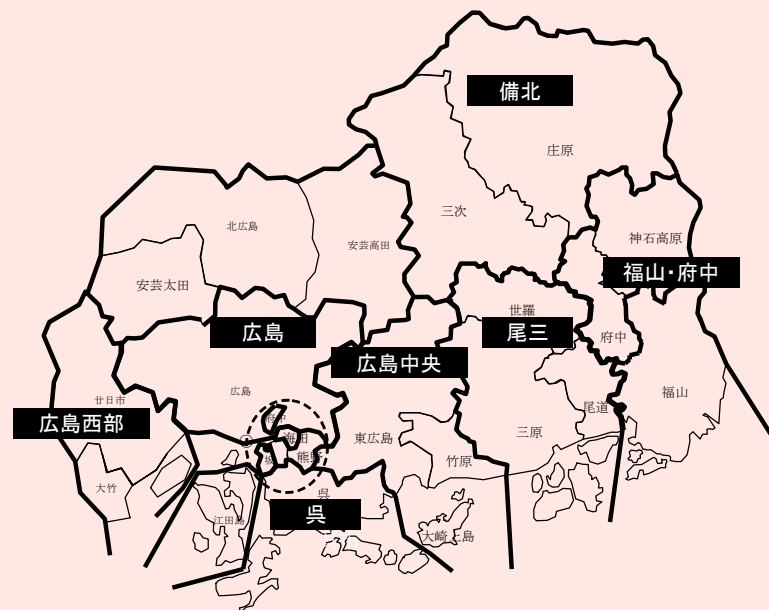 備北
庄原
三次
北広島
安芸高田
神石高原
福山・府中
安芸太田
世羅
広島
尾三
府中
広島中央
広島
廿日市
福山
尾道
広島西部
府中
海田
東広島
三原
坂
熊野
竹原
大竹
呉
呉
江田島
大崎上島